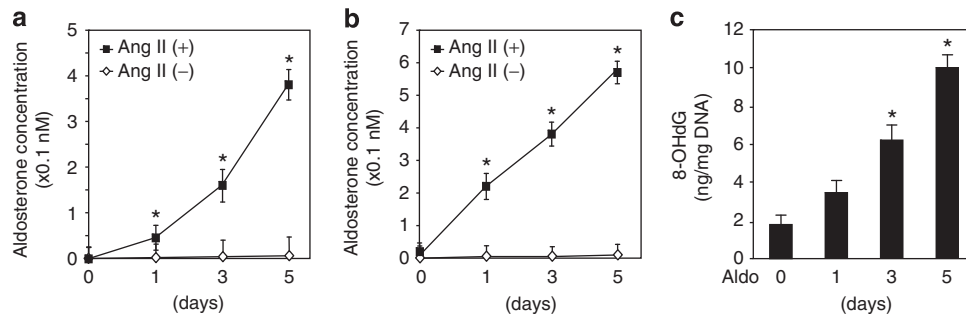 a
Aldosterone concentration
(x0.1 nM)
5
4
3
2
1
0
Ang II (+)
Ang II (−)
*
*
*
0 1 3 5
(days)
b
Aldosterone concentration
(x0.1 nM)
7
6
5
4
3
2
1
0
Ang II (+)
Ang II (−)
*
*
*
0 1 3 5
(days)
c
8-OHdG
(ng/mg DNA)
12
10
8
6
4
2
0
*
*
Aldo 0 1 3 5
(days)